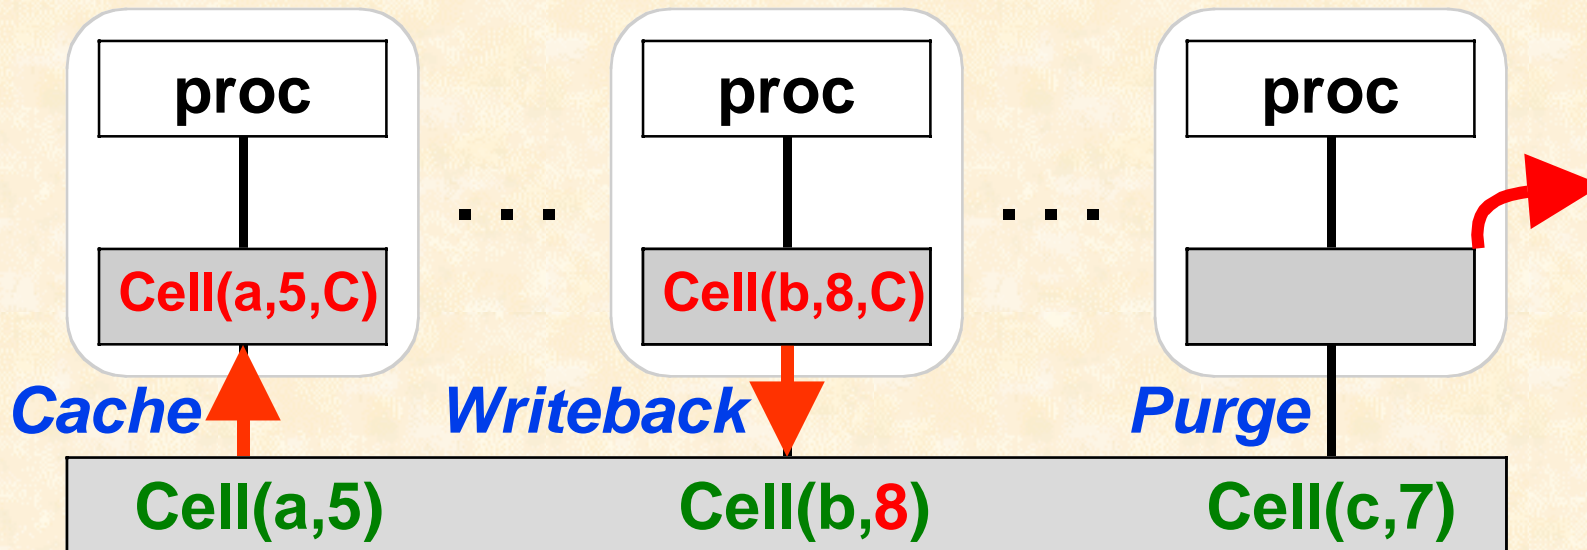 proc proc proc
. . . . . .
Cell(a,5,C) Cell(b,8,C)
Cache Writeback Purge
Cell(a,5) Cell(b,8) Cell(c,7)